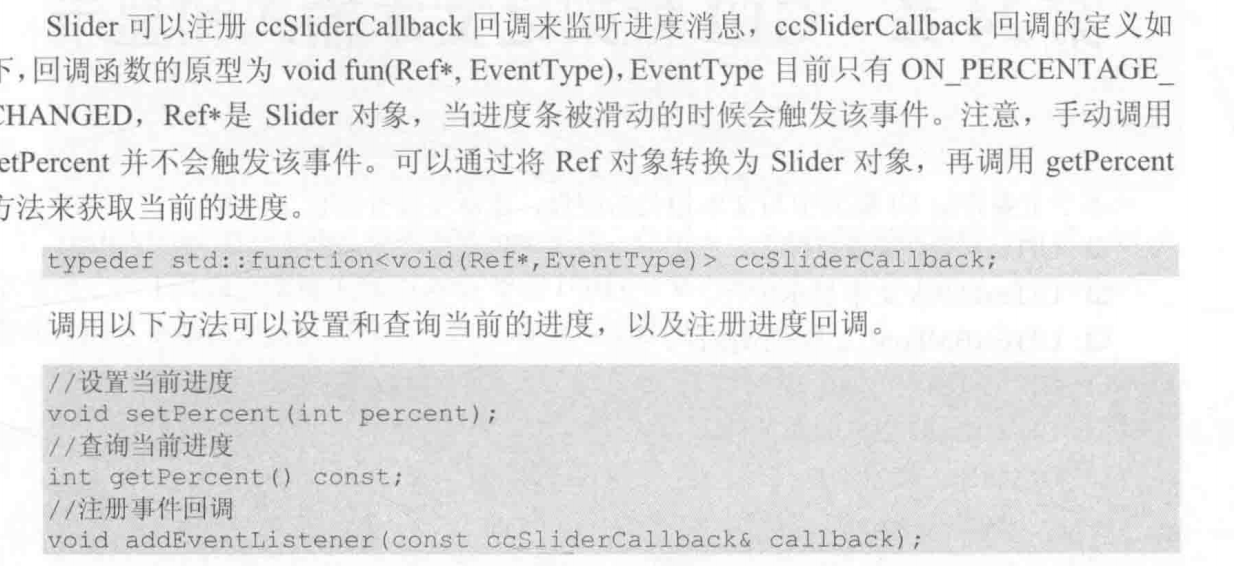 Slider 可以注册 ccSliderCallback 回调来监听进度消息，ccSliderCallback 回调的定义如
下，回调函数的原型为 void fun(Ref*, EventType)，EventType 目前只有 ON_PERCENTAGE_
CHANGED，Ref*是 Slider 对象，当进度条被滑动的时候会触发该事件。注意，手动调用
etPercent 并不会触发该事件。可以通过将 Ref 对象转换为 Slider 对象，再调用 getPercent
方法来获取当前的进度。
typedef std::function<void(Ref*,EventType)> ccSliderCallback;
调用以下方法可以设置和查询当前的进度，以及注册进度回调。
//设置当前进度
void setPercent(int percent);
//查询当前进度
int getPercent() const;
//注册事件回调
void addEventListener(const ccSliderCallback& callback);